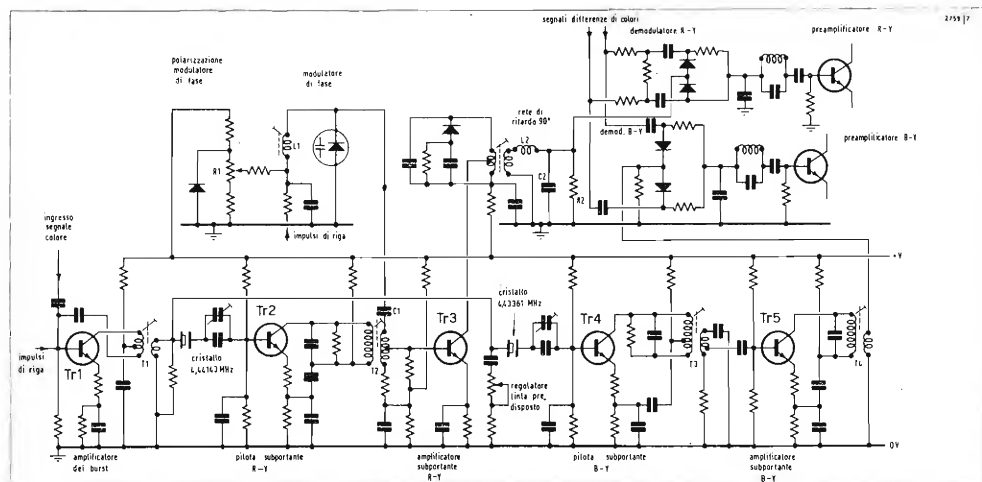 segnali differenze di colori
2759 | 7
demodulatore R-Y
preamplificatore R-Y
polarizzazione
modulatore
di fase
modulatore
di fase
rete di
ritardo 90°
demod. B-Y
preamplificatore B-Y
L1
L2
R1
C2
R2
impulsi di riga
ingresso
segnale
colore
+V
cristallo
4,43361 MHz
Tr1
Tr2
Tr3
Tr4
Tr5
C1
impulsi
di riga
T1
cristallo
4,44143 MHz
T2
T3
T4
regolatore
tinta pre_
disposto
0V
amplificatore
dei burst
pilota subportante
R-Y
amplificatore
subportante
R-Y
pilota subportante
B-Y
amplificatore
subportante
B-Y